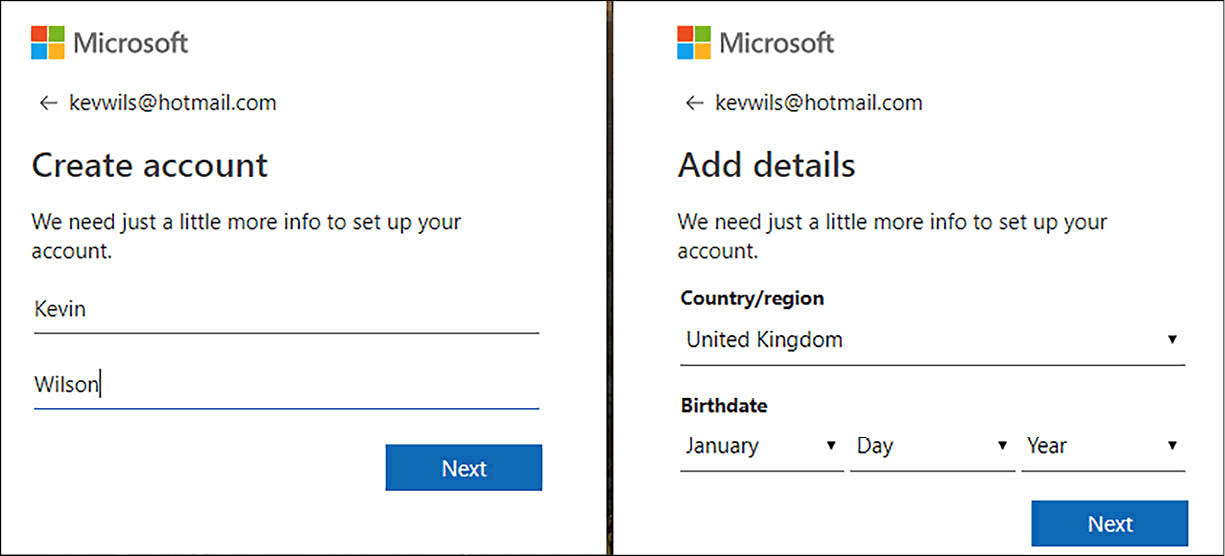 Microsoft
← kevwils@hotmail.com
Create account
We need just a little more info to set up your
account.
Kevin
Wilson
Next
Microsoft
← kevwils@hotmail.com
Add details
We need just a little more info to set up your
account.
Country/region
United Kingdom
Birthdate
January Day Year
Next